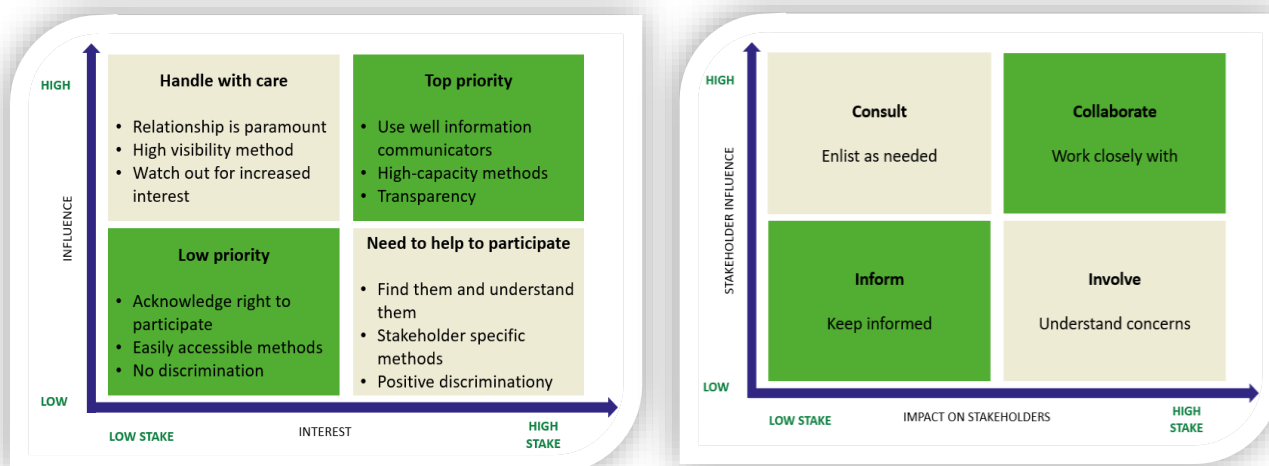 HIGH
INFLUENCE
LOW
Handle with care
• Relationship is paramount
• High visibility method
• Watch out for increased
interest
Top priority
• Use well information
communicators
• High-capacity methods
• Transparency
Low priority
• Acknowledge right to
participate
• Easily accessible methods
• No discrimination
Need to help to participate
• Find them and understand
them
• Stakeholder specific
methods
• Positive discriminationy
LOW STAKE
INTEREST
HIGH
STAKE
HIGH
STAKEHOLDER INFLUENCE
LOW
Consult
Enlist as needed
Collaborate
Work closely with
Inform
Keep informed
Involve
Understand concerns
LOW STAKE
IMPACT ON STAKEHOLDERS
HIGH
STAKE